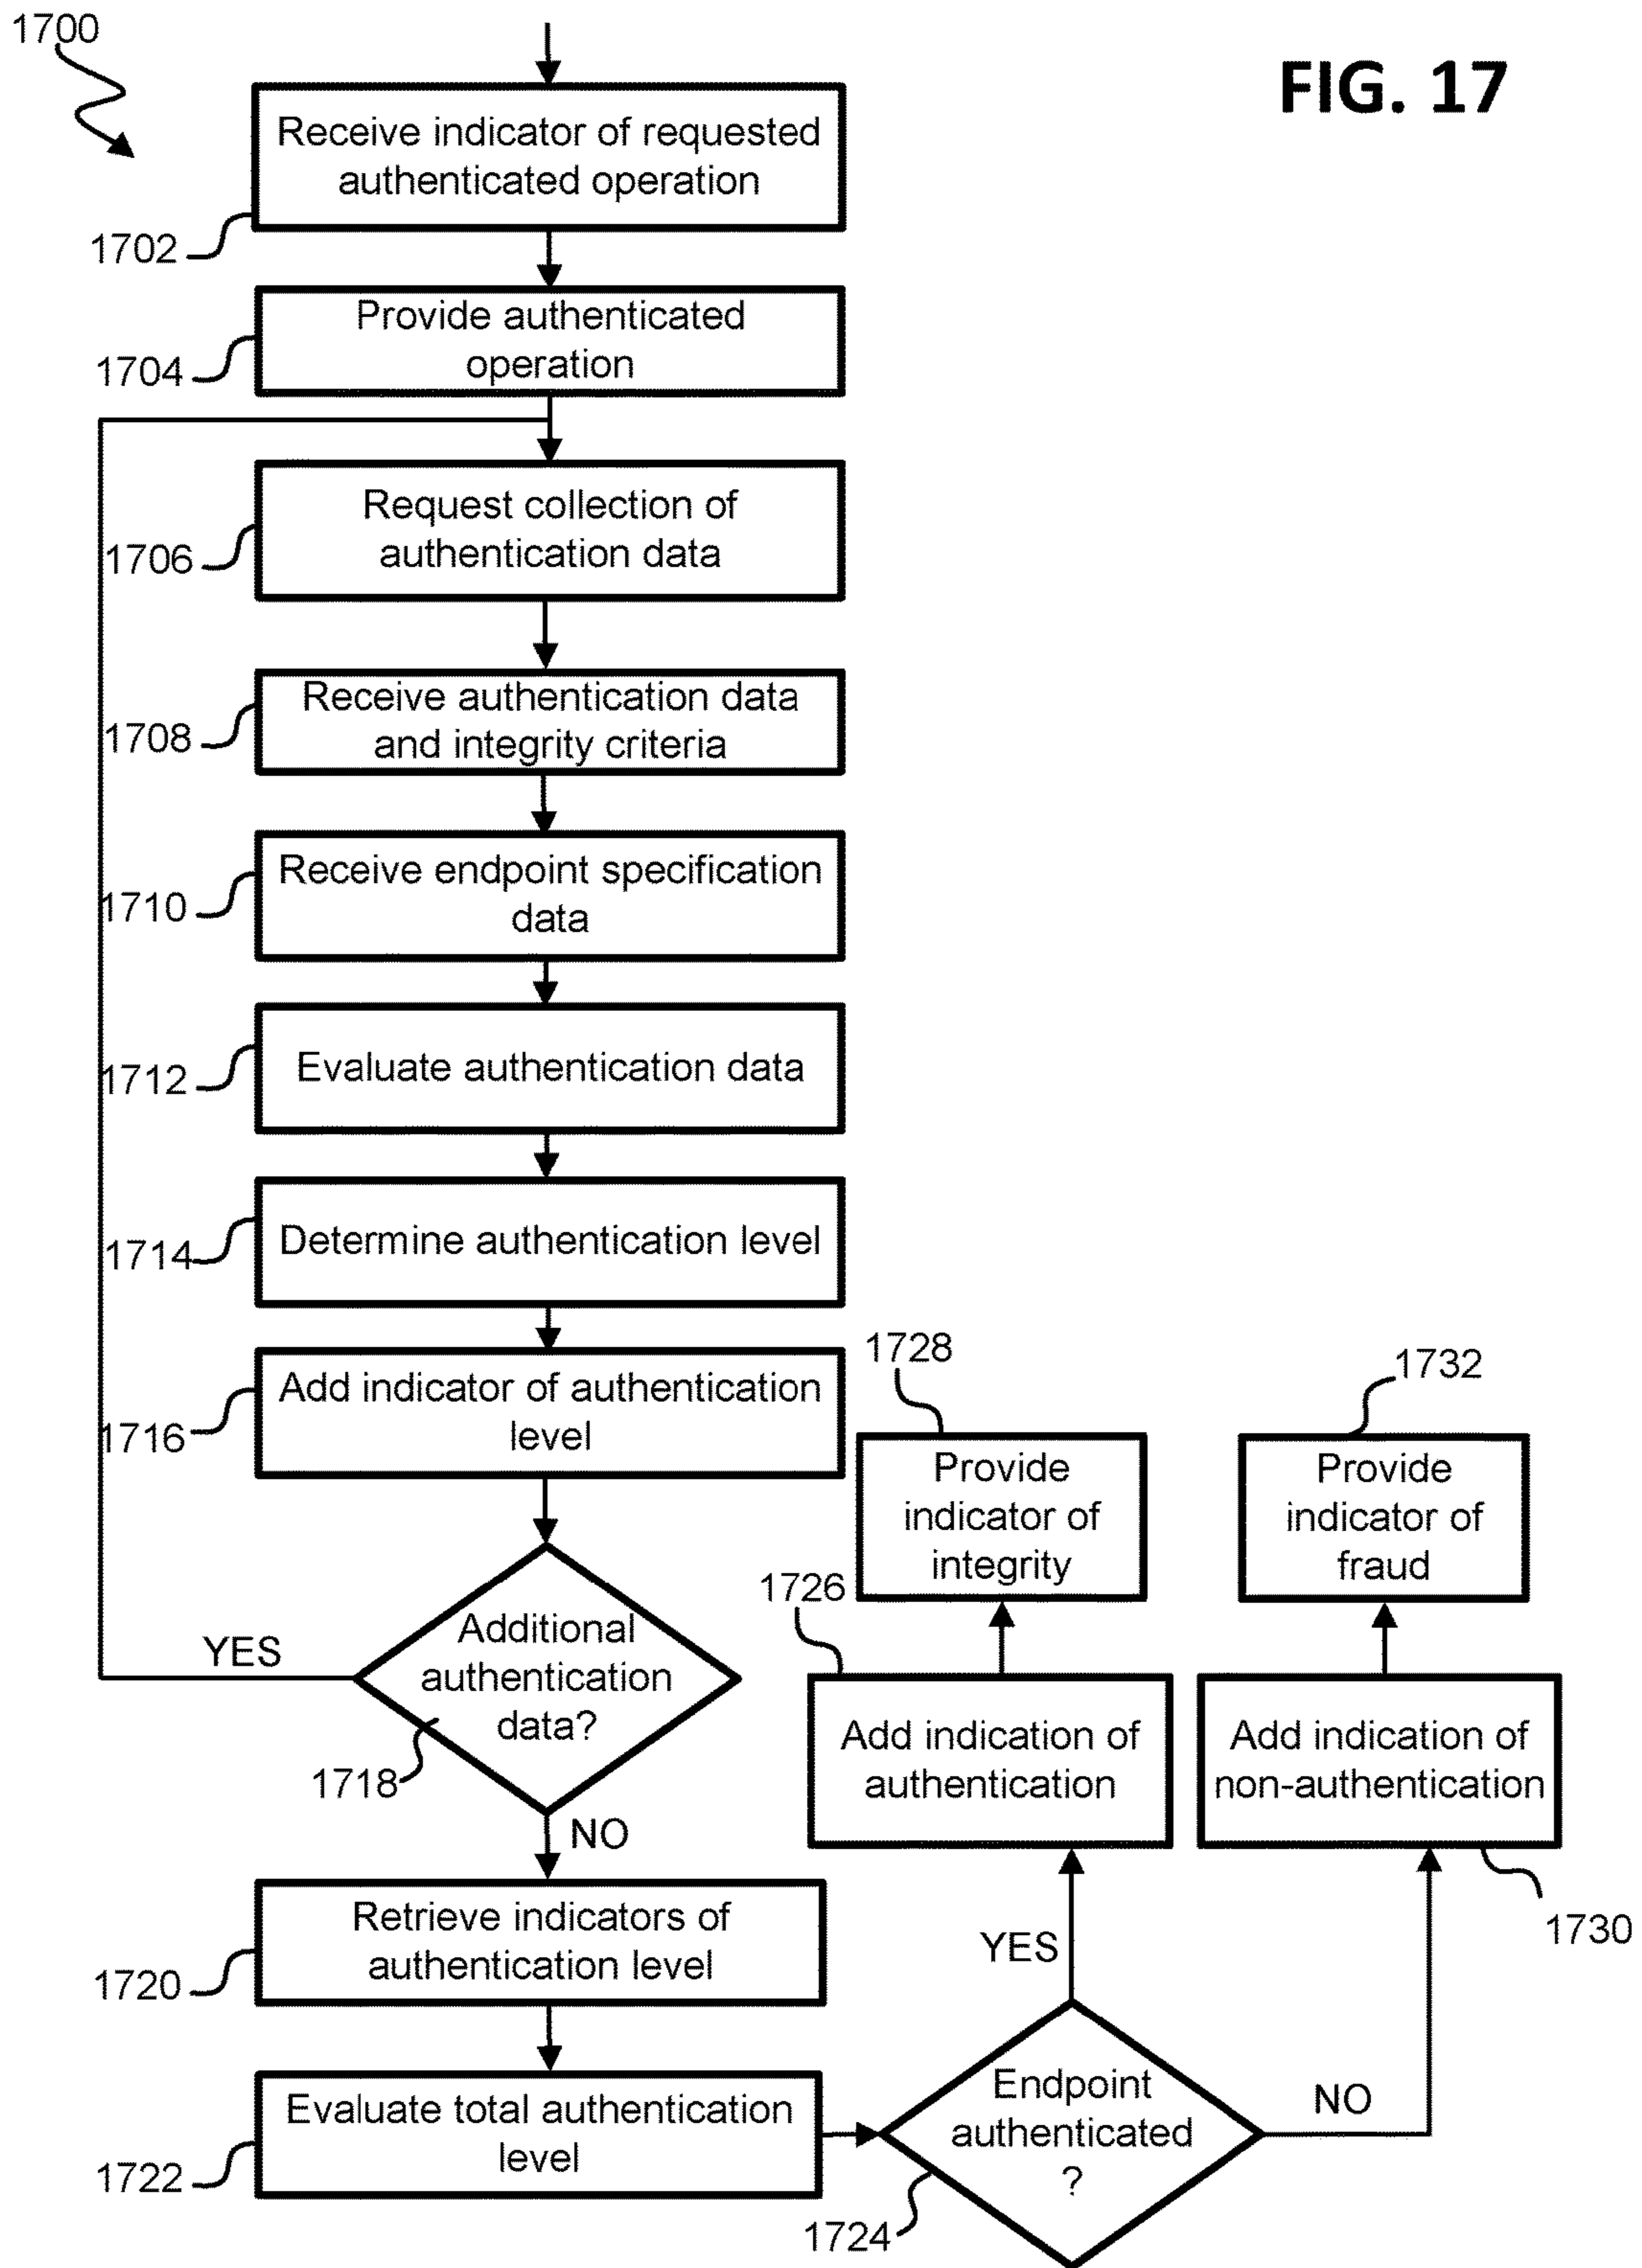 1700
FIG. 17
Receive indicator of requested
authenticated operation
1702
Provide authenticated
operation
1704
Request collection of
authentication data
1706
Receive authentication data
and integrity criteria
1708
Receive endpoint specification
data
1710
Evaluate authentication data
1712
Determine authentication level
1714
Add indicator of authentication
level
1716
Additional
authentication
data?
YES
1718
NO
Retrieve indicators of
authentication level
1720
Evaluate total authentication
level
1722
Endpoint
authenticated
?
1724
YES
NO
1726
Add indication of
authentication
1728
Provide
indicator of
integrity
Add indication of
non-authentication
1730
1732
Provide
indicator of
fraud